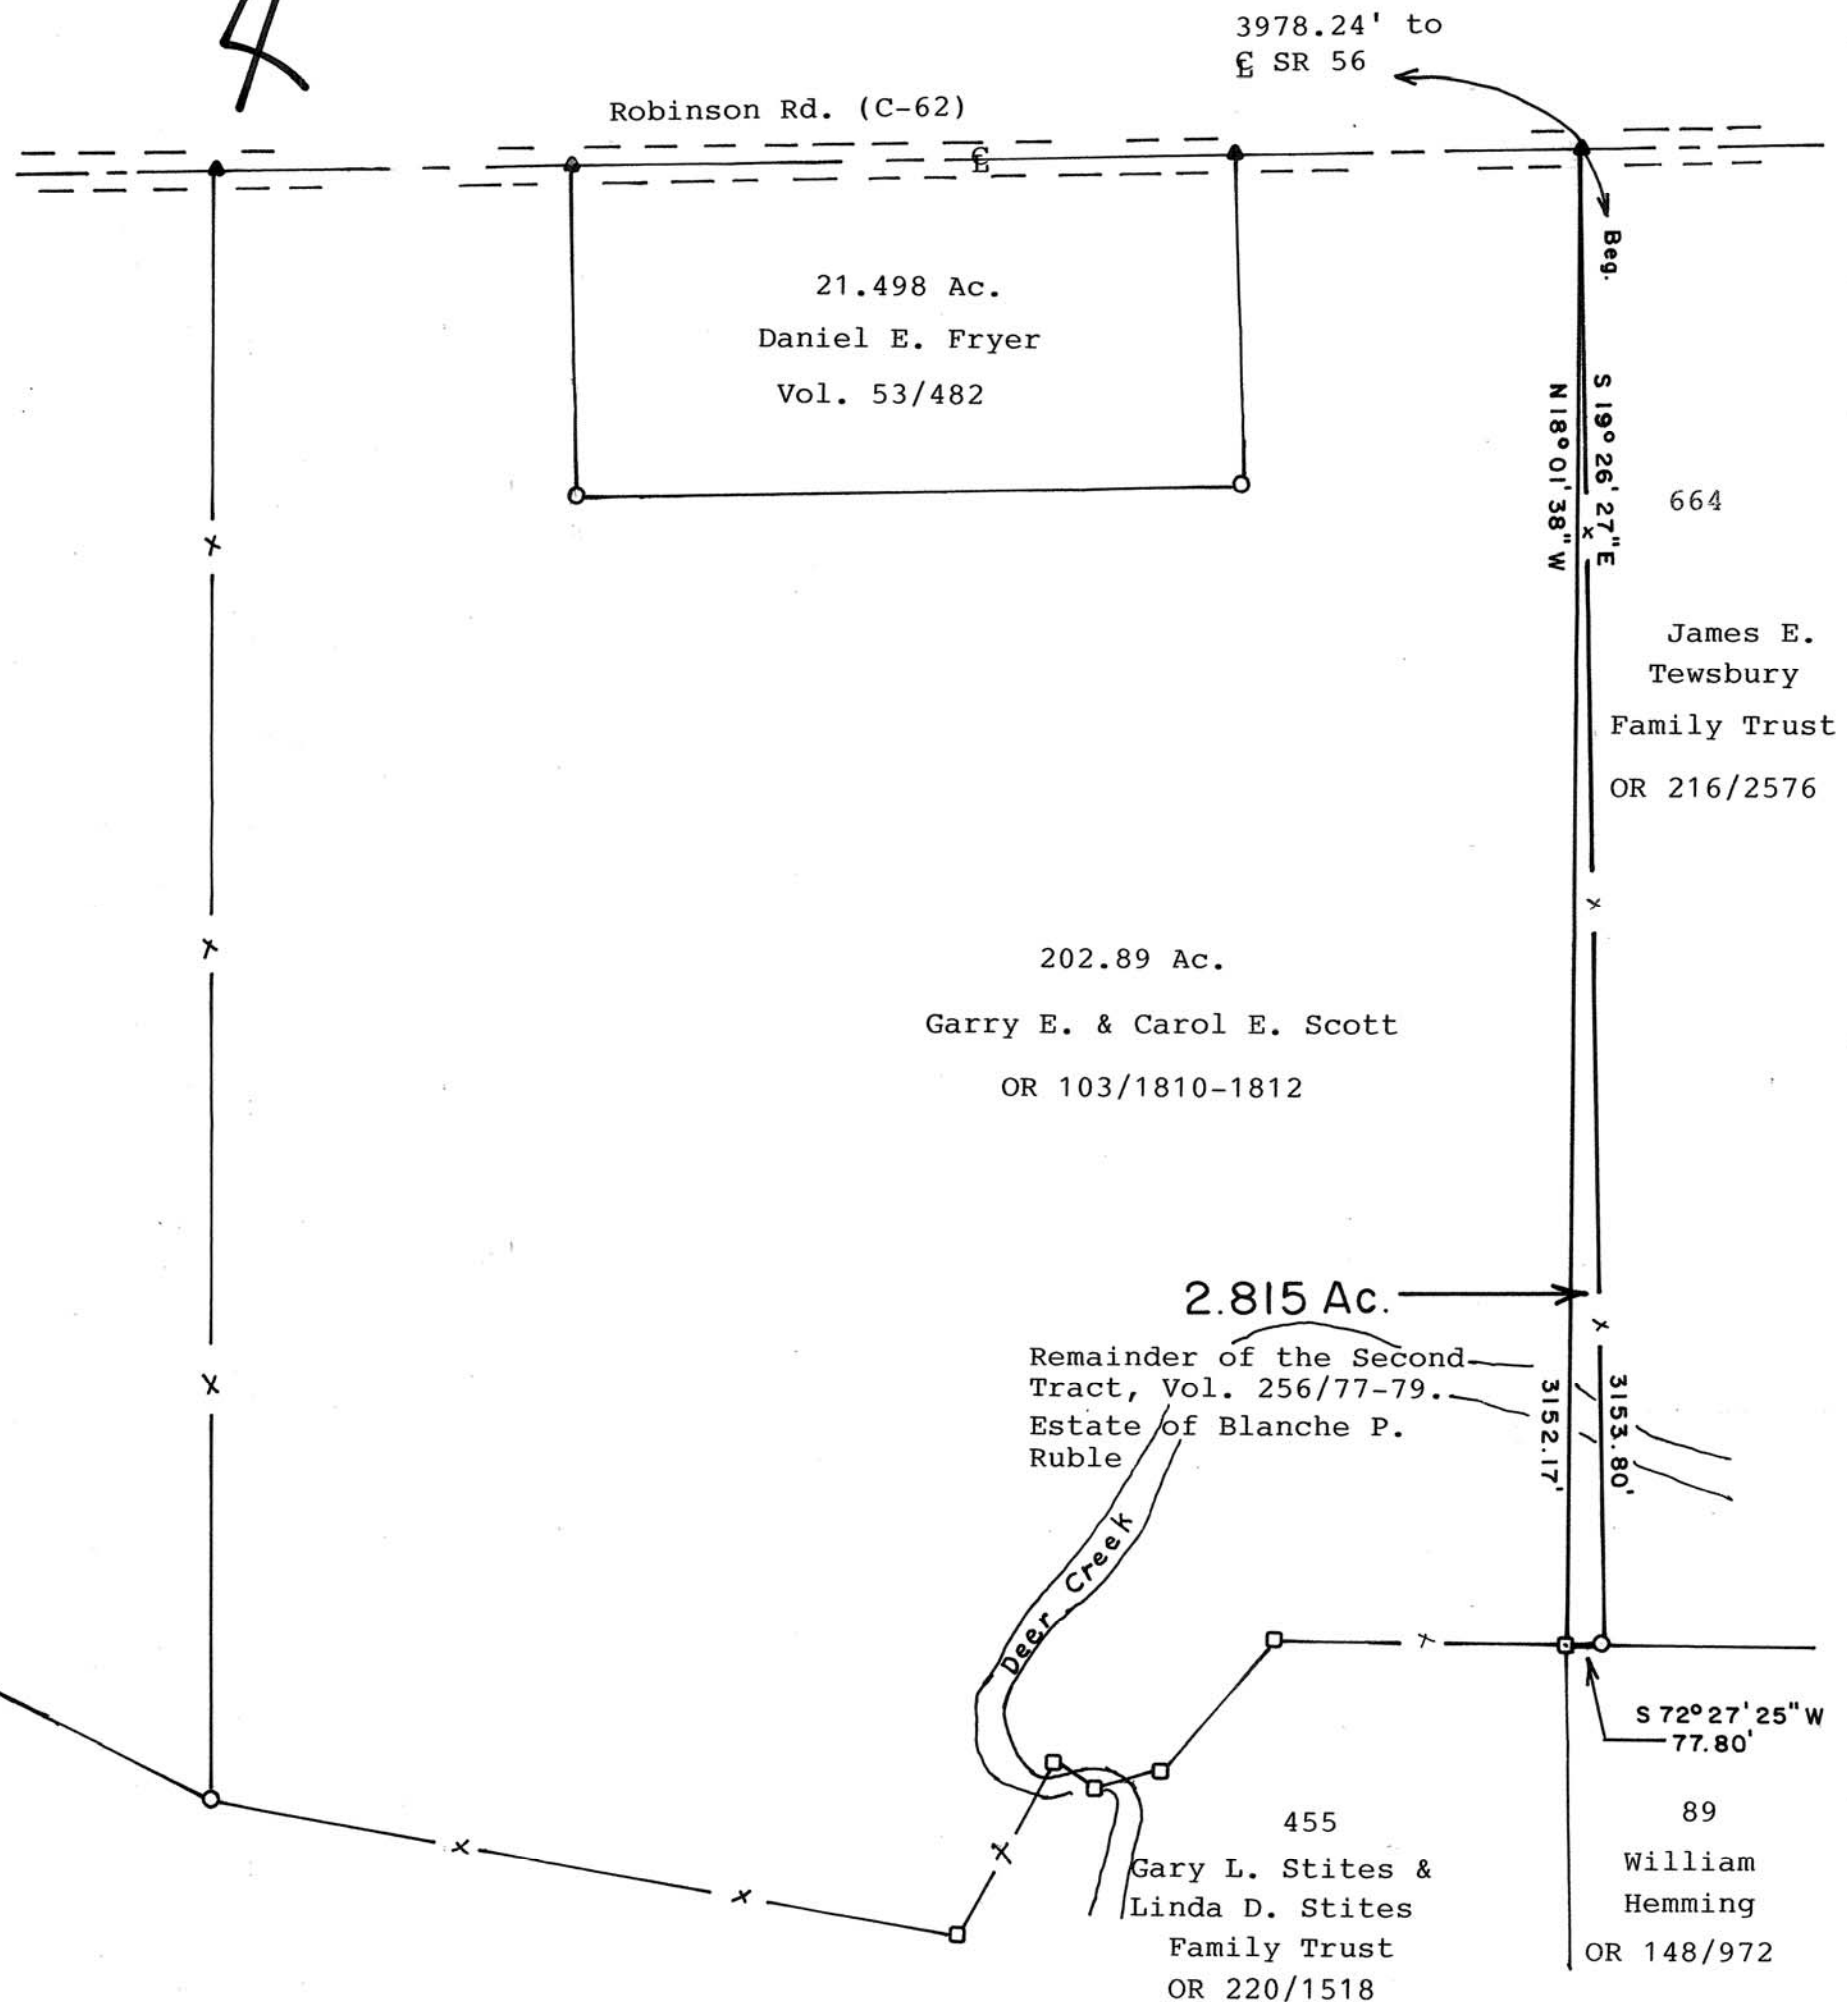 4
3978.24' to
℄ SR 56
Robinson Rd. (C-62)
℄
Beg.
21.498 Ac.
Daniel E. Fryer
Vol. 53/482
S 19° 26' 27" E
N 18° 01' 38" W
664
James E.
Tewsbury
Family Trust
OR 216/2576
202.89 Ac.
Garry E. & Carol E. Scott
OR 103/1810-1812
2.815 Ac.
Remainder of the Second
Tract, Vol. 256/77-79.
Estate of Blanche P.
Ruble
3152.17'
3153.80'
Deer Creek
S 72° 27' 25" W
77.80'
455
Gary L. Stites &
Linda D. Stites
Family Trust
OR 220/1518
89
William
Hemming
OR 148/972